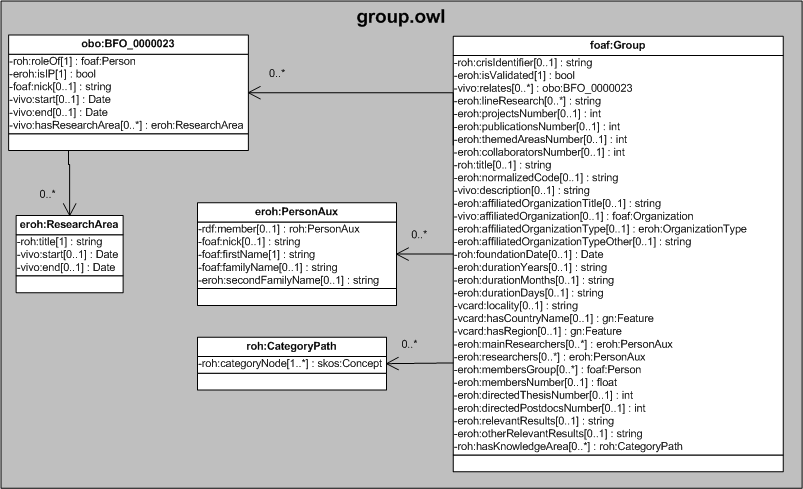 group.owl
obo:BFO_0000023
-roh:roleOf[1] : foaf:Person
-eroh:isIP[1] : bool
-foaf:nick[0..1] : string
-vivo:start[0..1] : Date
-vivo:end[0..1] : Date
-vivo:hasResearchArea[0..*] : eroh:ResearchArea
0..*
0..*
eroh:ResearchArea
-roh:title[1] : string
-vivo:start[0..1] : Date
-vivo:end[0..1] : Date
eroh:PersonAux
-rdf:member[0..1] : roh:PersonAux
-foaf:nick[0..1] : string
-foaf:firstName[1] : string
-foaf:familyName[0..1] : string
-eroh:secondFamilyName[0..1] : string
0..*
roh:CategoryPath
-roh:categoryNode[1..*] : skos:Concept
0..*
foaf:Group
-roh:crisIdentifier[0..1] : string
-eroh:isValidated[1] : bool
-vivo:relates[0..*] : obo:BFO_0000023
-eroh:lineResearch[0..*] : string
-eroh:projectsNumber[0..1] : int
-eroh:publicationsNumber[0..1] : int
-eroh:themedAreasNumber[0..1] : int
-eroh:collaboratorsNumber[0..1] : int
-roh:title[0..1] : string
-eroh:normalizedCode[0..1] : string
-vivo:description[0..1] : string
-eroh:affiliatedOrganizationTitle[0..1] : string
-vivo:affiliatedOrganization[0..1] : foaf:Organization
-eroh:affiliatedOrganizationType[0..1] : eroh:OrganizationType
-eroh:affiliatedOrganizationTypeOther[0..1] : string
-roh:foundationDate[0..1] : Date
-eroh:durationYears[0..1] : string
-eroh:durationMonths[0..1] : string
-eroh:durationDays[0..1] : string
-vcard:locality[0..1] : string
-vcard:hasCountryName[0..1] : gn:Feature
-vcard:hasRegion[0..1] : gn:Feature
-eroh:mainResearchers[0..*] : eroh:PersonAux
-eroh:researchers[0..*] : eroh:PersonAux
-eroh:membersGroup[0..*] : foaf:Person
-eroh:membersNumber[0..1] : float
-eroh:directedThesisNumber[0..1] : int
-eroh:directedPostdocsNumber[0..1] : int
-eroh:relevantResults[0..1] : string
-eroh:otherRelevantResults[0..1] : string
-roh:hasKnowledgeArea[0..*] : roh:CategoryPath